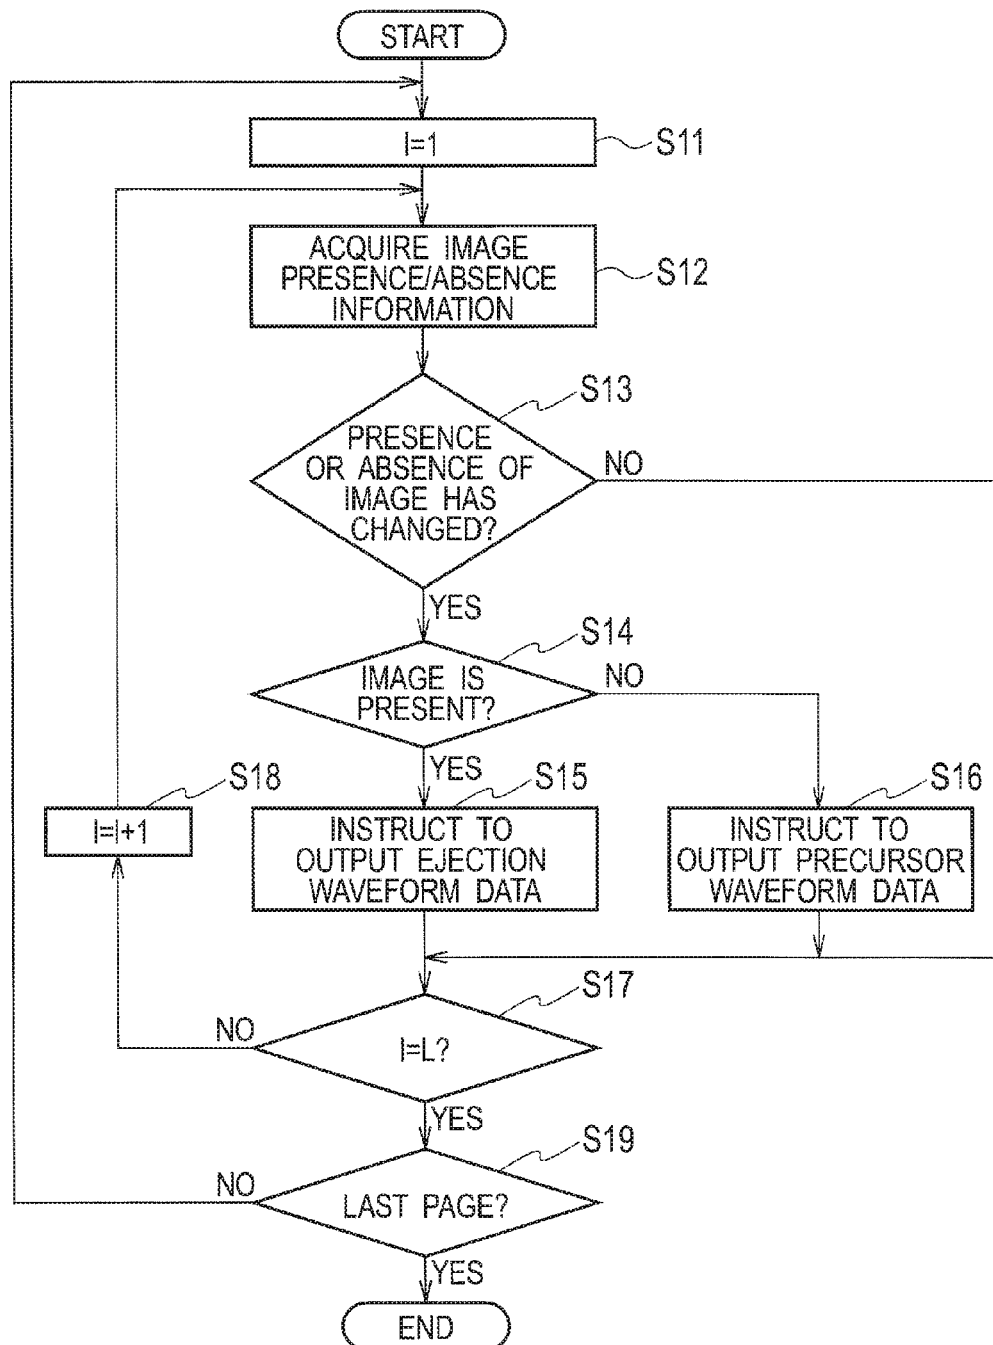 START
I=1
S11
ACQUIRE IMAGE
PRESENCE/ABSENCE
INFORMATION
S12
S13
PRESENCE
OR ABSENCE OF
IMAGE HAS
CHANGED?
NO
YES
S14
IMAGE IS
PRESENT?
NO
YES
S18
I=I+1
S15
INSTRUCT TO
OUTPUT EJECTION
WAVEFORM DATA
S16
INSTRUCT TO
OUTPUT PRECURSOR
WAVEFORM DATA
S17
I=L?
NO
YES
S19
LAST PAGE?
NO
YES
END